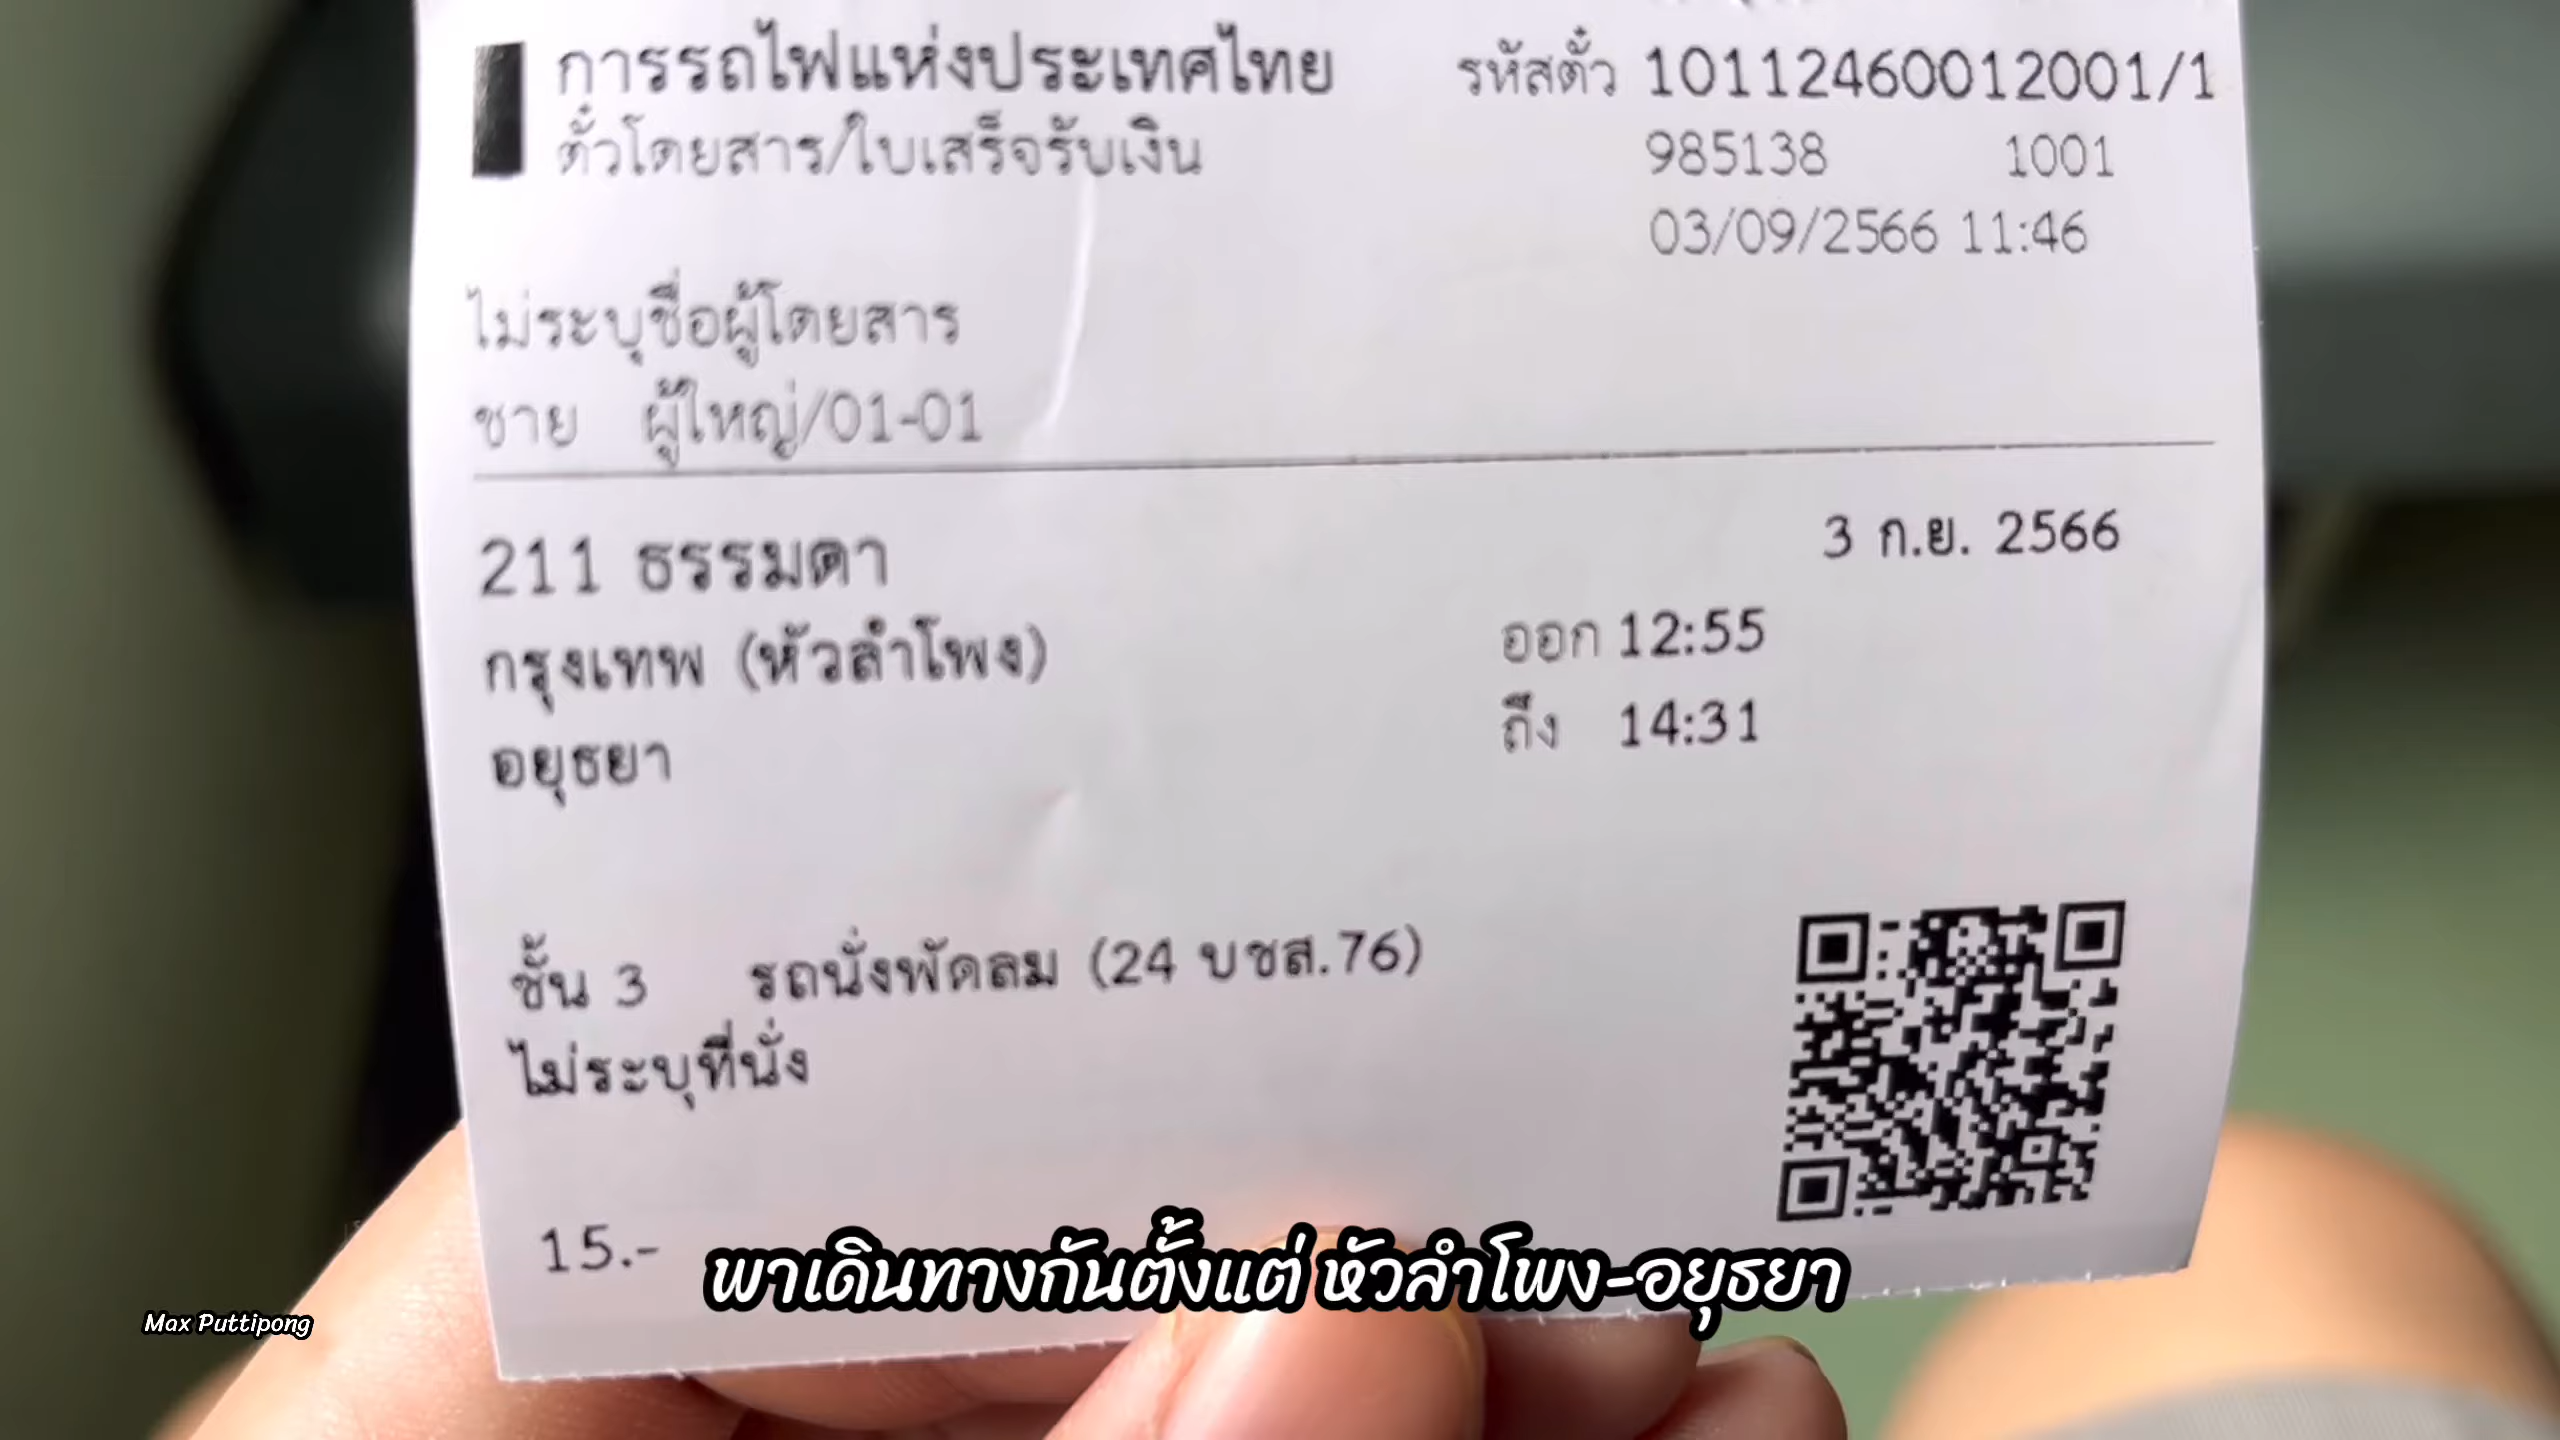 การรถไฟแห่งประเทศไทย รหัสตั๋ว 10112460012001/1
ตั๋วโดยสาร/ใบเสร็จรับเงิน 985138 1001
03/09/2566 11:46
ไม่ระบุชื่อผู้โดยสาร
ชาย ผู้ใหญ่/01-01
211 ธรรมดา 3 ก.ย. 2566
กรุงเทพ (หัวลำโพง) ออก 12:55
อยุธยา ถึง 14:31
ชั้น 3 รถนั่งพัดลม (24 บชส.76)
ไม่ระบุที่นั่ง
15.-
พาเดินทางกันตั้งแต่ หัวลำโพง-อยุธยา
Max Puttipong